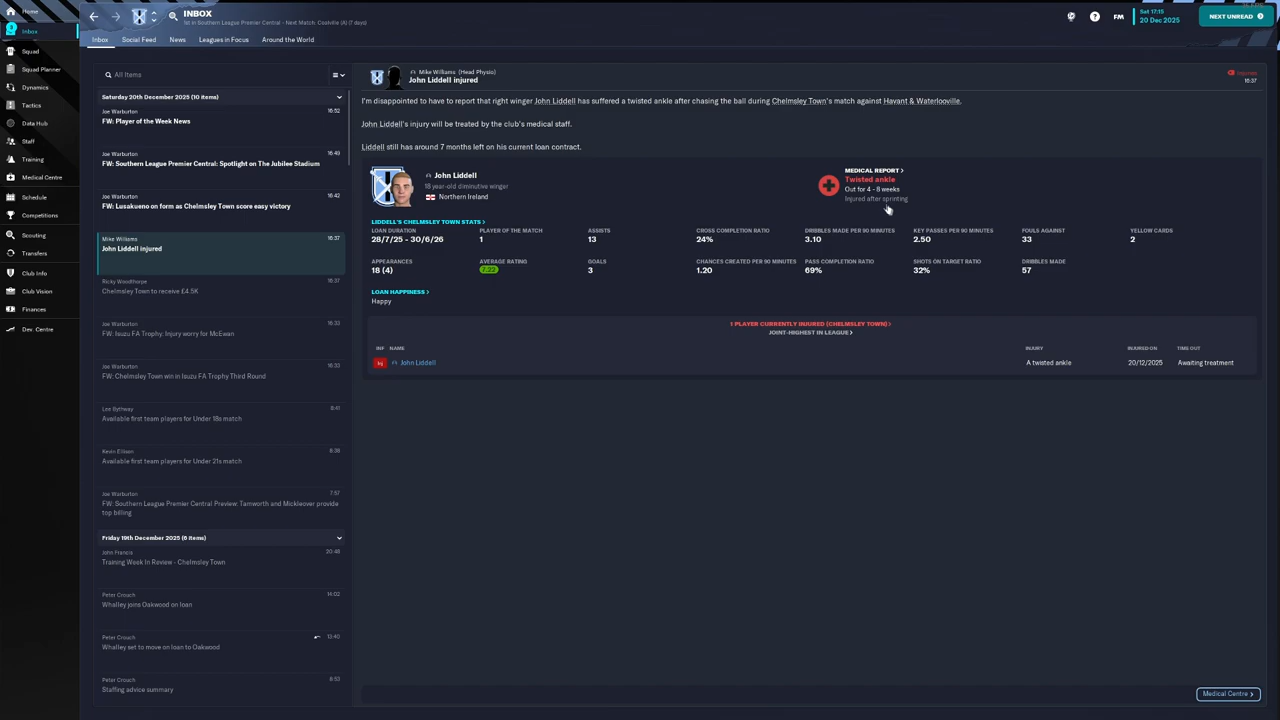 Home
Inbox
Squad
Squad Planner
Dynamics
Tactics
Data Hub
Staff
Training
Medical Centre
Schedule
Competitions
Scouting
Transfers
Club Info
Club Vision
Finances
Dev. Centre
INBOX
1st in Southern League Premier Central - Next Match: Coalville (A) (7 days)
FM
Sat 17:15
20 Dec 2025
NEXT UNREAD
Inbox
Social Feed
News
Leagues in Focus
Around the World
All Items
Saturday 20th December 2025 (10 items)
Joe Warburton 16:52
FW: Player of the Week News
Joe Warburton 16:49
FW: Southern League Premier Central: Spotlight on The Jubilee Stadium
Joe Warburton 16:42
FW: Lusakueno on form as Chelmsley Town score easy victory
Mike Williams 16:37
John Liddell injured
Ricky Woodthorpe 16:37
Chelmsley Town to receive £4.5K
Joe Warburton 16:33
FW: Isuzu FA Trophy: Injury worry for McEwan
Joe Warburton 16:33
FW: Chelmsley Town win in Isuzu FA Trophy Third Round
Lee Bythway 8:41
Available first team players for Under 18s match
Kevin Ellison 8:38
Available first team players for Under 21s match
Joe Warburton 7:57
FW: Southern League Premier Central Preview: Tamworth and Mickleover provide
top billing
Friday 19th December 2025 (6 items)
John Francis 20:48
Training Week In Review - Chelmsley Town
Peter Crouch 14:02
Whalley joins Oakwood on loan
Peter Crouch 13:40
Whalley set to move on loan to Oakwood
Peter Crouch 8:53
Staffing advice summary
Mike Williams (Head Physio)
John Liddell injured
Injuries
16:37
I'm disappointed to have to report that right winger John Liddell has suffered a twisted ankle after chasing the ball during Chelmsley Town's match against Havant & Waterlooville.
John Liddell's injury will be treated by the club's medical staff.
Liddell still has around 7 months left on his current loan contract.
John Liddell
18 year-old diminutive winger
Northern Ireland
MEDICAL REPORT >
Twisted ankle
Out for 4 - 8 weeks
Injured after sprinting
LIDDELL'S CHELMSLEY TOWN STATS >
LOAN DURATION PLAYER OF THE MATCH ASSISTS CROSS COMPLETION RATIO DRIBBLES MADE PER 90 MINUTES KEY PASSES PER 90 MINUTES FOULS AGAINST YELLOW CARDS
28/7/25 - 30/6/26 1 13 24% 3.10 2.50 33 2
APPEARANCES AVERAGE RATING GOALS CHANCES CREATED PER 90 MINUTES PASS COMPLETION RATIO SHOTS ON TARGET RATIO DRIBBLES MADE
18 (4) 7.22 3 1.20 69% 32% 57
LOAN HAPPINESS >
Happy
1 PLAYER CURRENTLY INJURED (CHELMSLEY TOWN) >
JOINT-HIGHEST IN LEAGUE >
INF NAME INJURY INJURED ON TIME OUT
Inj John Liddell A twisted ankle 20/12/2025 Awaiting treatment
Medical Centre >